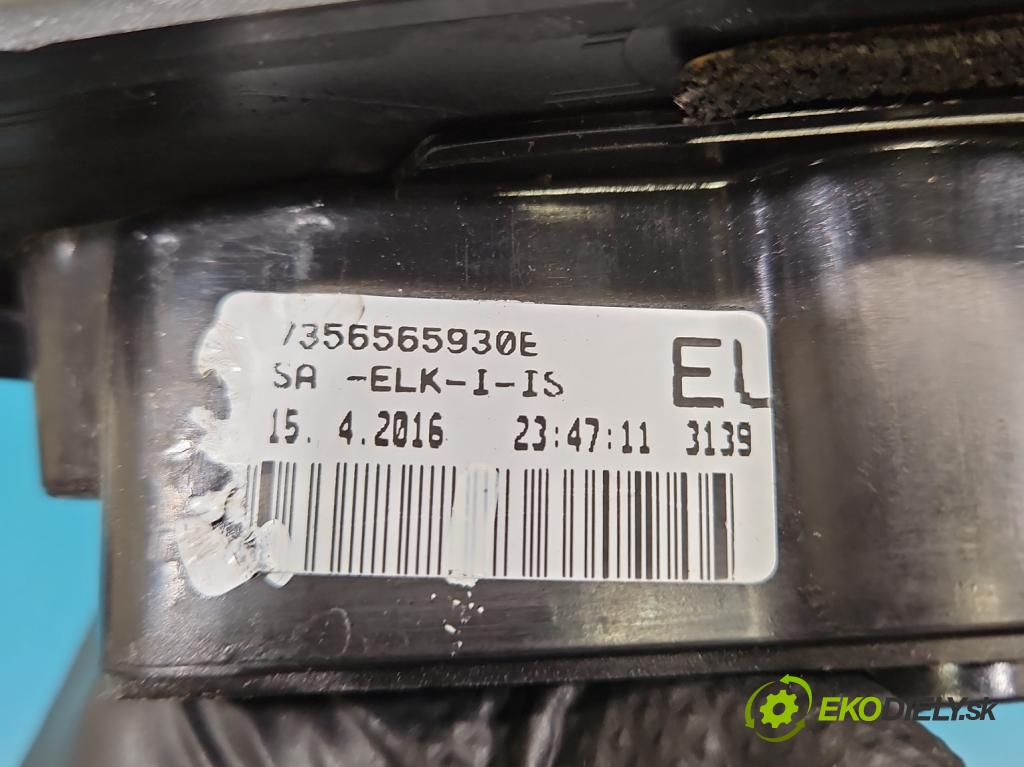 7356565930E
EL
SA -ELK-I-IS
15. 4.2016 23:47:11 3139
EKODIELY.SK